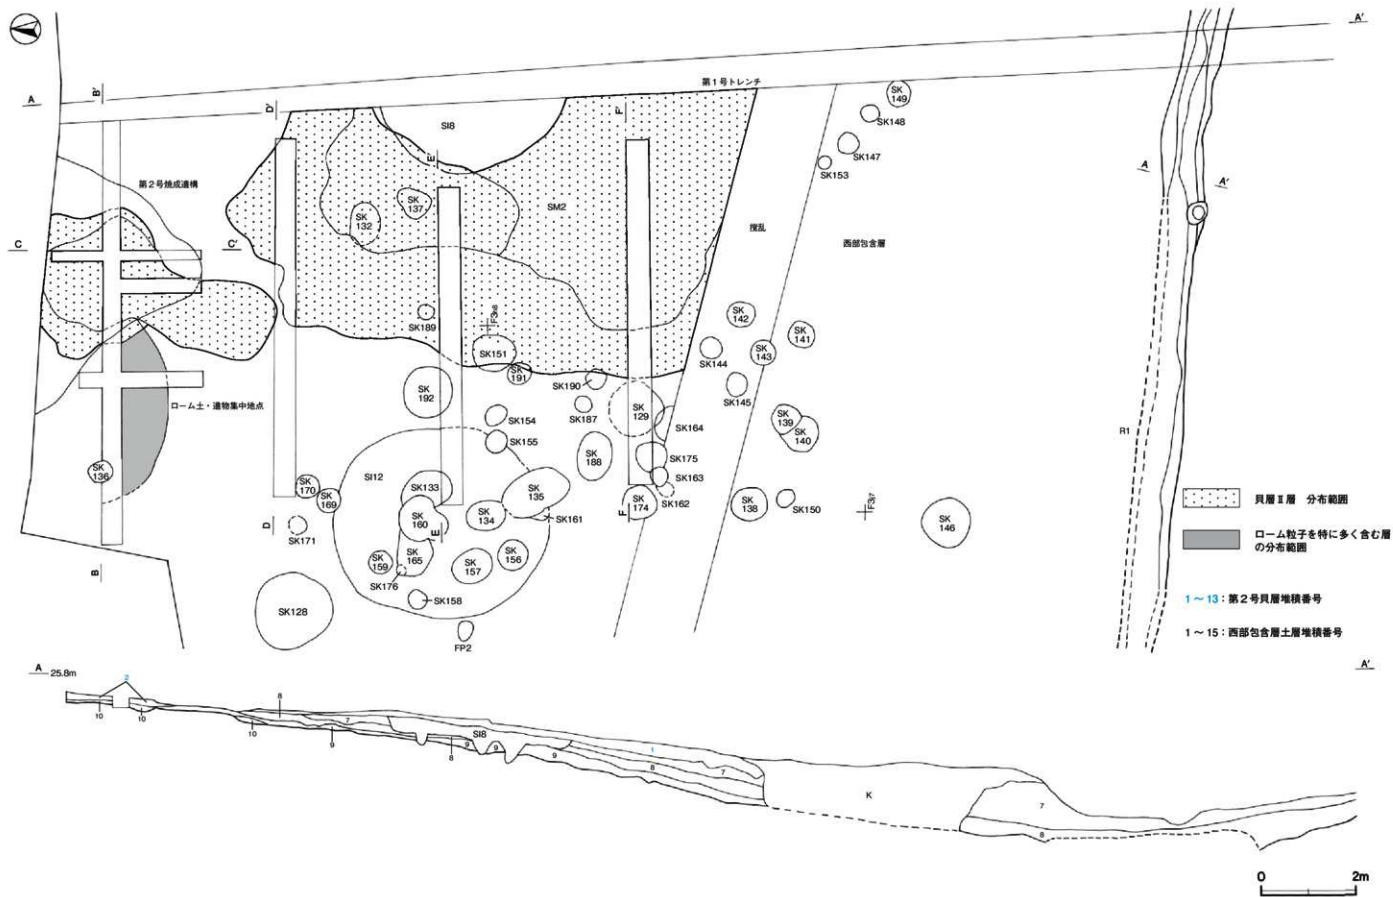 A'
第1号トレンチ
SK
149
SK148
SK147
SK153
A
B'
D'
F'
SI8
E'
第2号焼成遺構
SK
137
SK
132
SM2
攪乱
西部包含層
A
A'
C
C'
SK189
F3h6
SK151
SK
142
SK
141
SK
143
SK144
SK145
SK
191
SK190
SK
192
SK187
SK
129
SK164
SK
139
SK
140
ローム土・遺物集中地点
SK154
SK155
R1
SK
136
SI12
SK
188
SK175
SK163
SK162
SK
170
SK
169
SK133
SK
135
SK
160
SK
134
SK161
SK
174
SK
138
SK150
F3i7
SK
146
D
SK171
E
F
SK
159
SK
165
SK
157
SK
156
SK176
SK158
SK128
FP2
B
貝層Ⅱ層 分布範囲
ローム粒子を特に多く含む層
の分布範囲
1～13：第2号貝層堆積番号
1～15：西部包含層土層堆積番号
A 25.8m
A'
2
10
10
8
7
10
9
SI8
8
9
9
9
1
8
7
K
7
8
0 2m